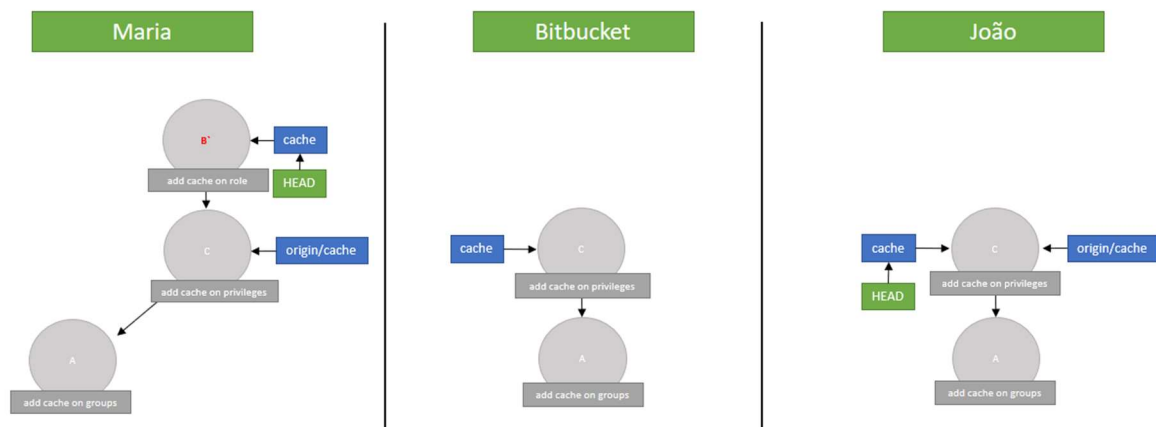 Maria
B`
cache
add cache on role
HEAD
C
origin/cache
add cache on privileges
A
add cache on groups
Bitbucket
cache
C
add cache on privileges
A
add cache on groups
João
cache
C
origin/cache
add cache on privileges
HEAD
A
add cache on groups